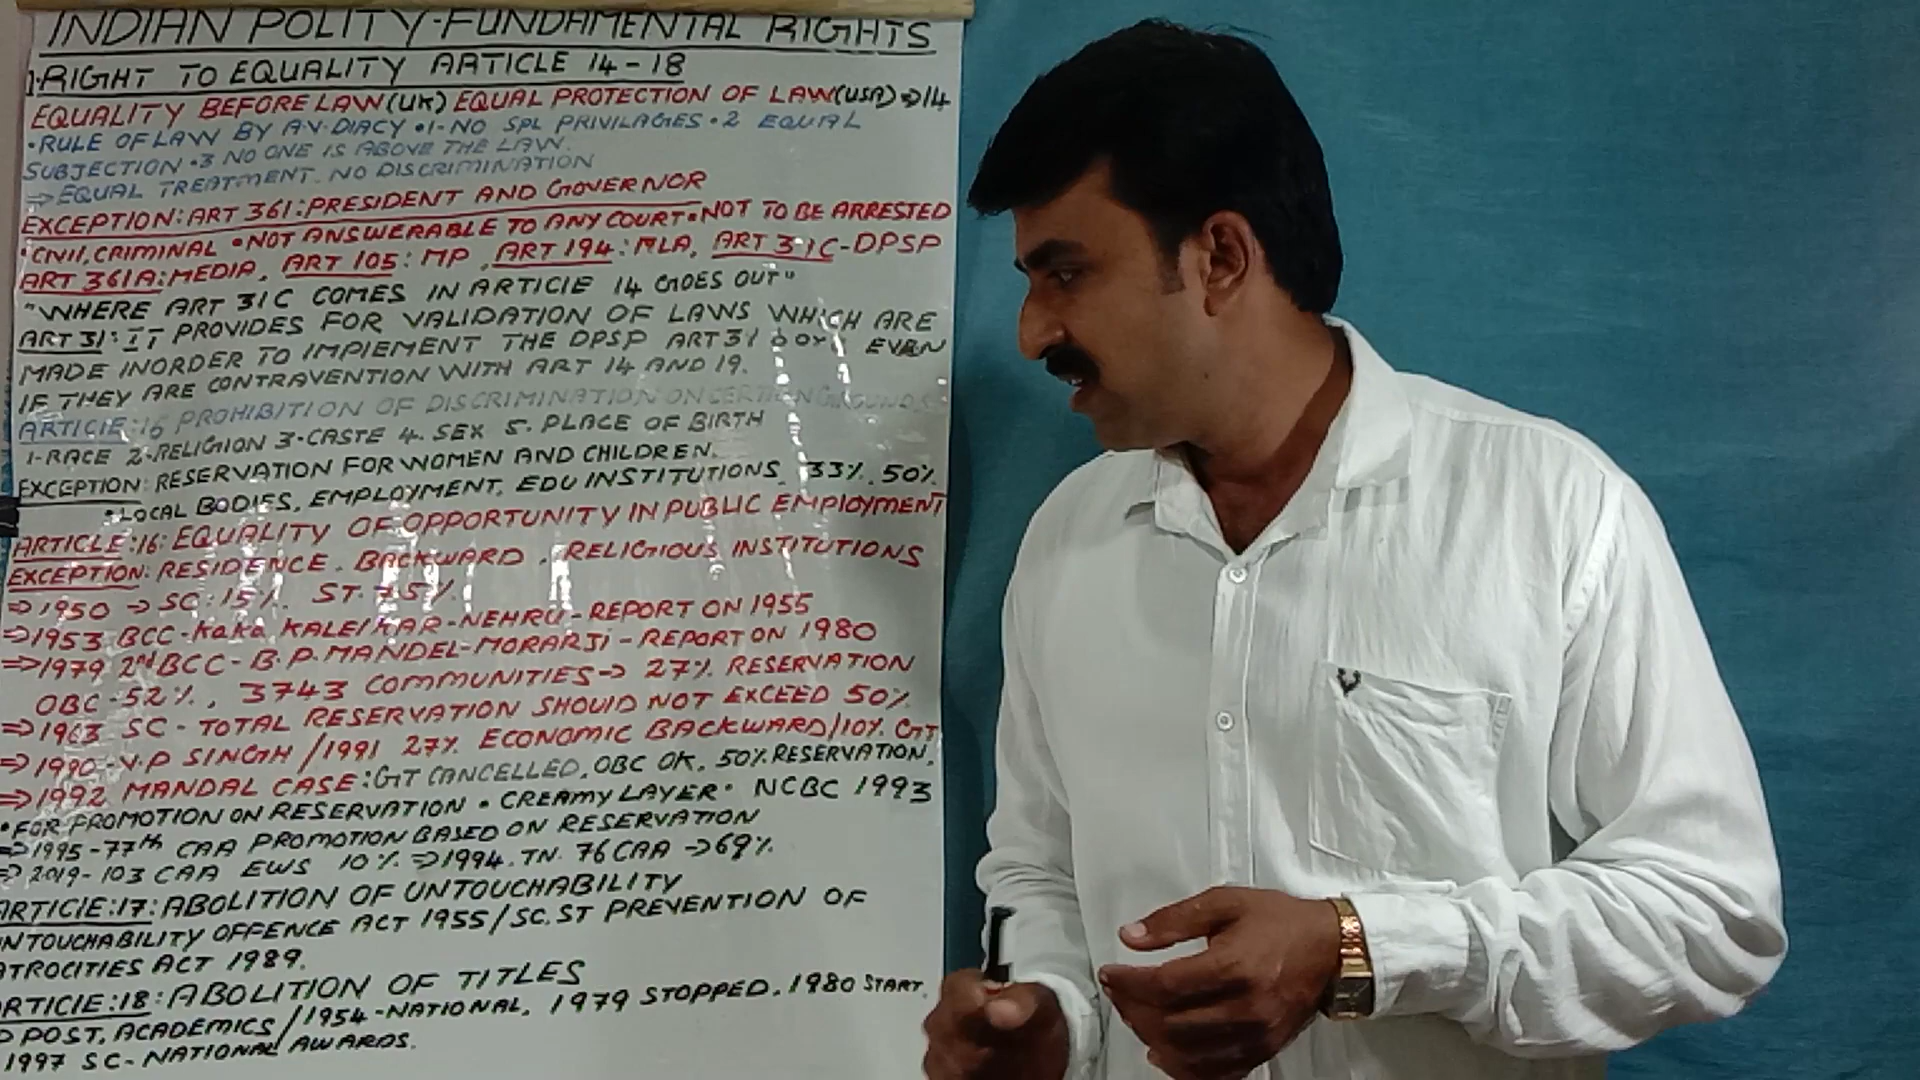 INDIAN POLITY-FUNDAMENTAL RIGHTS
1.RIGHT TO EQUALITY ARTICLE 14-18
EQUALITY BEFORE LAW(UK) EQUAL PROTECTION OF LAW(USA)⇒14
•RULE OF LAW BY A.V.DIACY •1-NO SPL PRIVILAGES •2 EQUAL
SUBJECTION •3 NO ONE IS ABOVE THE LAW.
⇒EQUAL TREATMENT. NO DISCRIMINATION
EXCEPTION: ART 361: PRESIDENT AND GOVERNOR
•CIVIL, CRIMINAL •NOT ANSWERABLE TO ANY COURT •NOT TO BE ARRESTED
ART 361A: MEDIA, ART 105: MP, ART 194: MLA, ART 31C-DPSP
"WHERE ART 31C COMES IN ARTICIE 14 GOES OUT"
ART 31: IT PROVIDES FOR VALIDATION OF LAWS WHICH ARE
MADE INORDER TO IMPIEMENT THE DPSP ART 31 EVEN
IF THEY ARE CONTRAVENTION WITH ART 14 AND 19.
ARTICIE:16 PROHIBITION OF DISCRIMINATION ON CERTAIN GROUNDS
1-RACE 2-RELIGION 3-CASTE 4. SEX 5. PLACE OF BIRTH
EXCEPTION: RESERVATION FOR WOMEN AND CHILDREN.
•LOCAL BODIES, EMPLOYMENT, EDU INSTITUTIONS 33%. 50%.
ARTICLE:16: EQUALITY OF OPPORTUNITY IN PUBLIC EMPIOYMENT
EXCEPTION: RESIDENCE. BACKWARD. RELIGIOUS INSTITUTIONS
⇒1950 → SC:15%. ST: 7.5%.
⇒1953 BCC-KaKa KALELKAR-NEHRU-REPORT ON 1955
⇒1979 2nd BCC-B.P.MANDEL-MORARJI-REPORT ON 1980
OBC-52%., 3743 COMMUNITIES→ 27% RESERVATION
⇒1963 SC-TOTAL RESERVATION SHOULD NOT EXCEED 50%.
⇒1990-V.P SINGH/1991 27% ECONOMIC BACKWARD/10% GT
⇒1992 MANDAL CASE: GT CANCELLED, OBC OK, 50% RESERVATION,
•FOR PROMOTION ON RESERVATION • CREAMY LAYER • NCBC 1993
⇒1995-77th CAA PROMOTION BASED ON RESERVATION
⇒2019-103 CAA EWS 10% ⇒1994. TN. 76 CAA →69%.
ARTICIE:17: ABOLITION OF UNTOUCHABILITY
NTOUCHABILITY OFFENCE ACT 1955/SC.ST PREVENTION OF
ATROCITIES ACT 1989.
ARTICIE:18: ABOLITION OF TITLES
POST, ACADEMICS/1954-NATIONAL, 1979 STOPPED. 1980 START.
1997 SC-NATIONAL AWARDS.